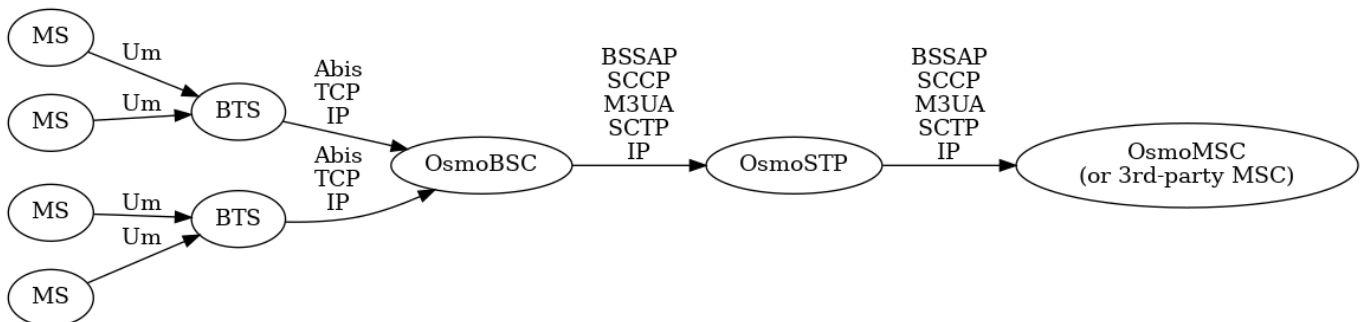 MS
Um
MS
Um
BTS
Abis
TCP
IP
MS
Um
MS
Um
BTS
Abis
TCP
IP
OsmoBSC
BSSAP
SCCP
M3UA
SCTP
IP
OsmoSTP
BSSAP
SCCP
M3UA
SCTP
IP
OsmoMSC
(or 3rd-party MSC)